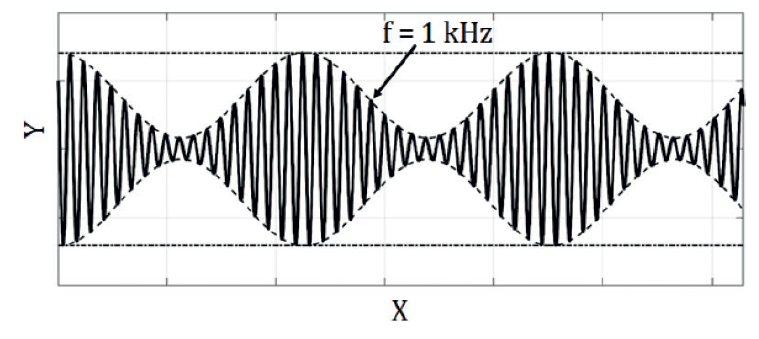 f = 1 kHz
Y
X